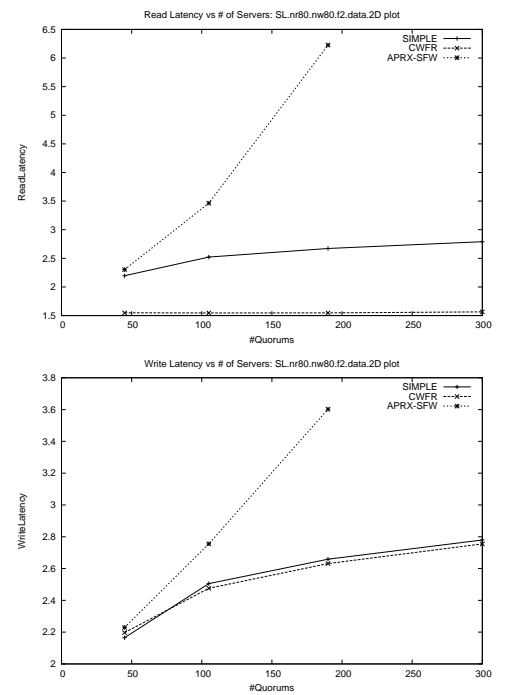 Read Latency vs # of Servers: SL.nr80.nw80.f2.data.2D plot
6.5
6
5.5
5
4.5
4
3.5
3
2.5
2
1.5
ReadLatency
SIMPLE
CWFR
APRX-SFW
0 50 100 150 200 250 300
#Quorums
Write Latency vs # of Servers: SL.nr80.nw80.f2.data.2D plot
3.8
3.6
3.4
3.2
3
2.8
2.6
2.4
2.2
2
WriteLatency
SIMPLE
CWFR
APRX-SFW
0 50 100 150 200 250 300
#Quorums